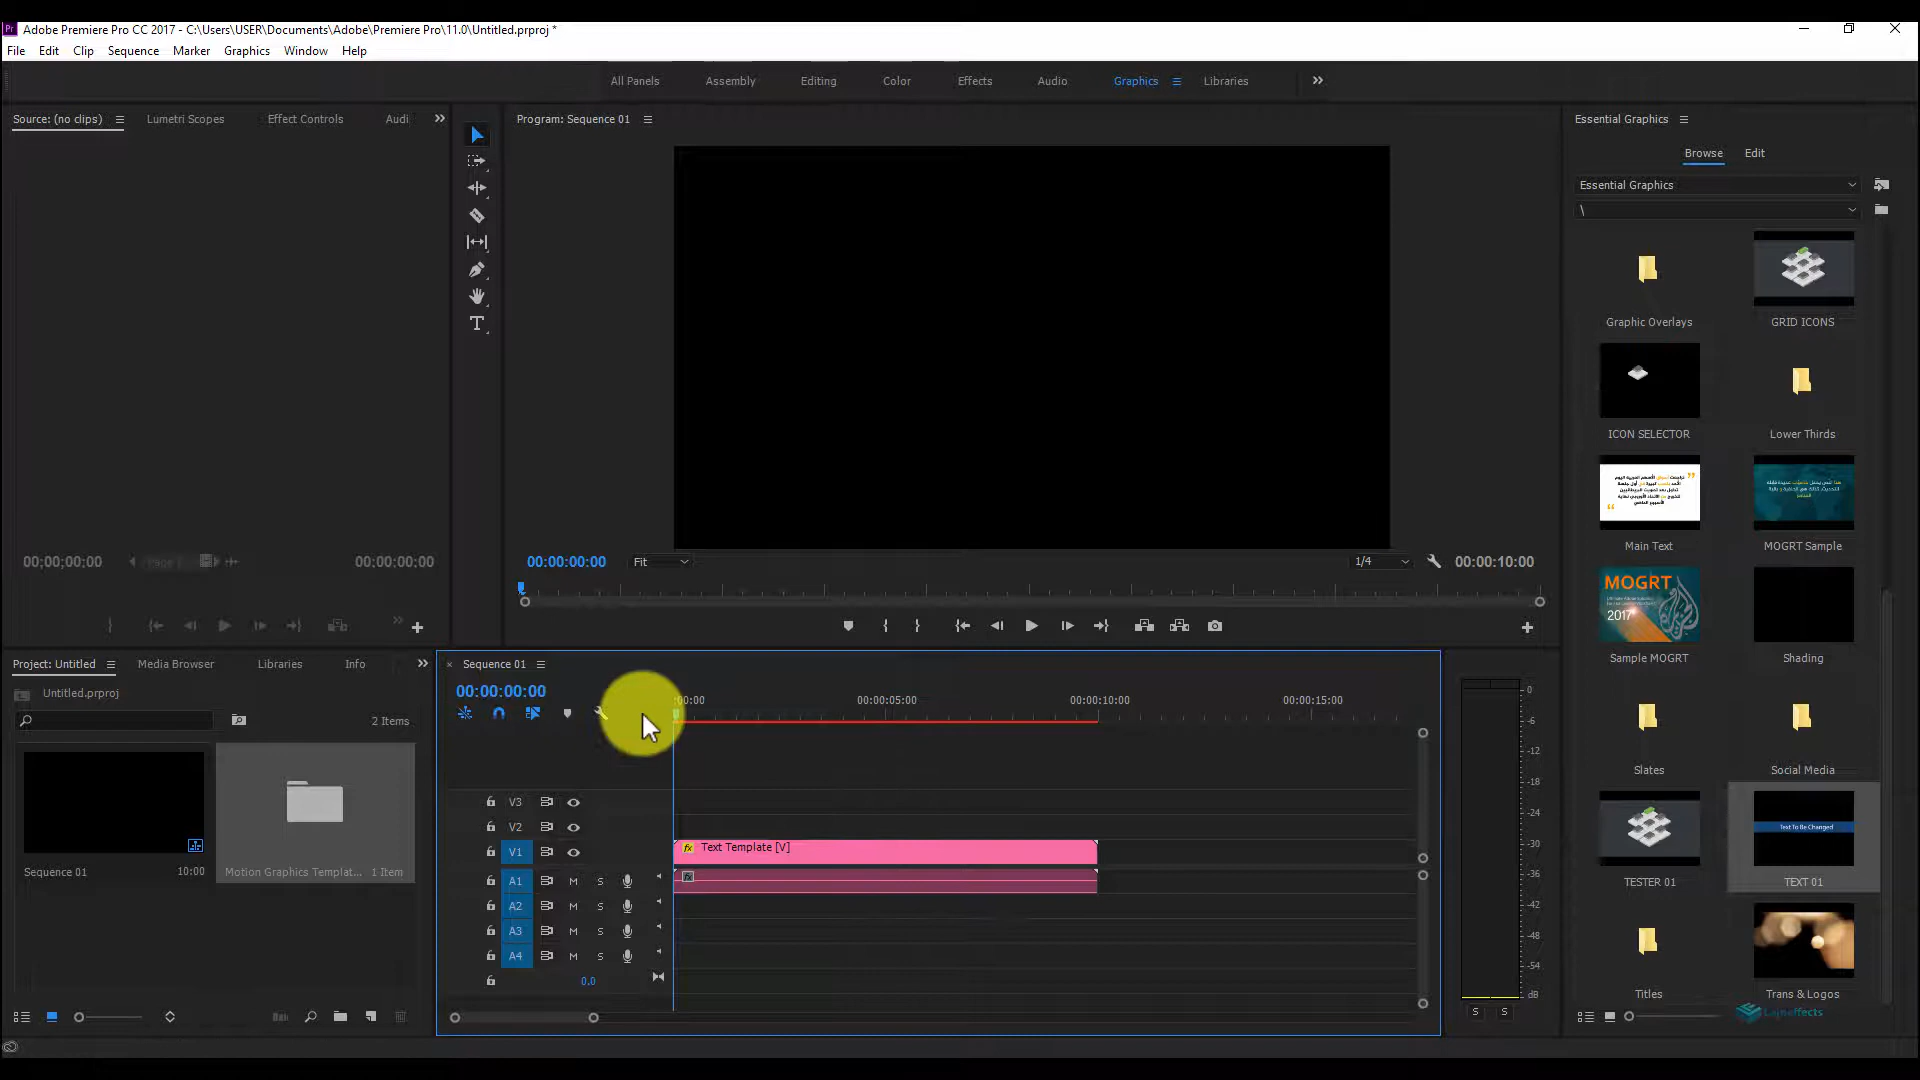 Adobe Premiere Pro CC 2017 - C:\Users\USER\Documents\Adobe\Premiere Pro\11.0\Untitled.prproj *
File Edit Clip Sequence Marker Graphics Window Help
All Panels Assembly Editing Color Effects Audio Graphics Libraries
Source: (no clips) Lumetri Scopes Effect Controls Audi
Program: Sequence 01
Essential Graphics
Browse Edit
Essential Graphics
\
Graphic Overlays GRID ICONS
ICON SELECTOR Lower Thirds
Main Text MOGRT Sample
MOGRT
2017
Sample MOGRT Shading
Slates Social Media
Text To Be Changed
TESTER 01 TEXT 01
Titles Trans & Logos
00;00;00;00 00:00:00:00
00:00:00:00 Fit 1/4 00:00:10:00
Project: Untitled Media Browser Libraries Info
Untitled.prproj
2 Items
Sequence 01 10:00
Motion Graphics Templat... 1 Item
Sequence 01
00:00:00:00
:00:00 00:00:05:00 00:00:10:00 00:00:15:00
V3
V2
V1 fx Text Template [V]
A1 M S fx
A2 M S
A3 M S
A4 M S
0.0
0
-6
-12
-18
-24
-30
-36
-42
-48
-54
dB
S S